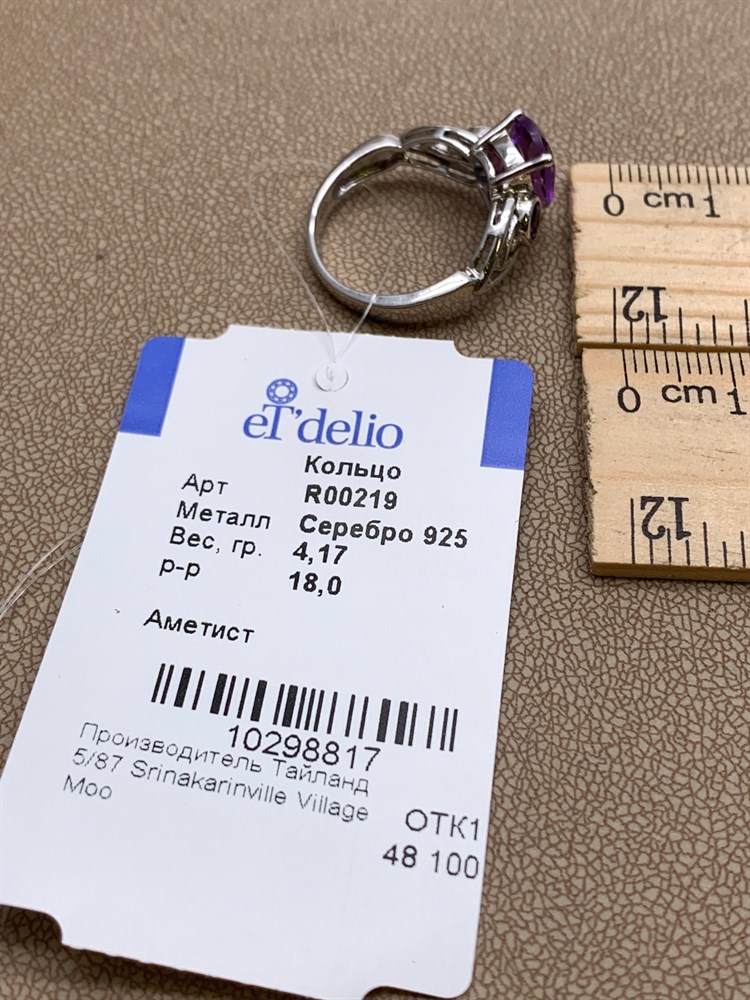 eT'delio
Кольцо
Арт R00219
Металл Серебро 925
Вес, гр. 4,17
р-р 18,0
Аметист
10298817
Производитель Тайланд
5/87 Srinakarinville Village
Moo
ОТК1
48 100
0 cm 1
12
0 cm 1
12